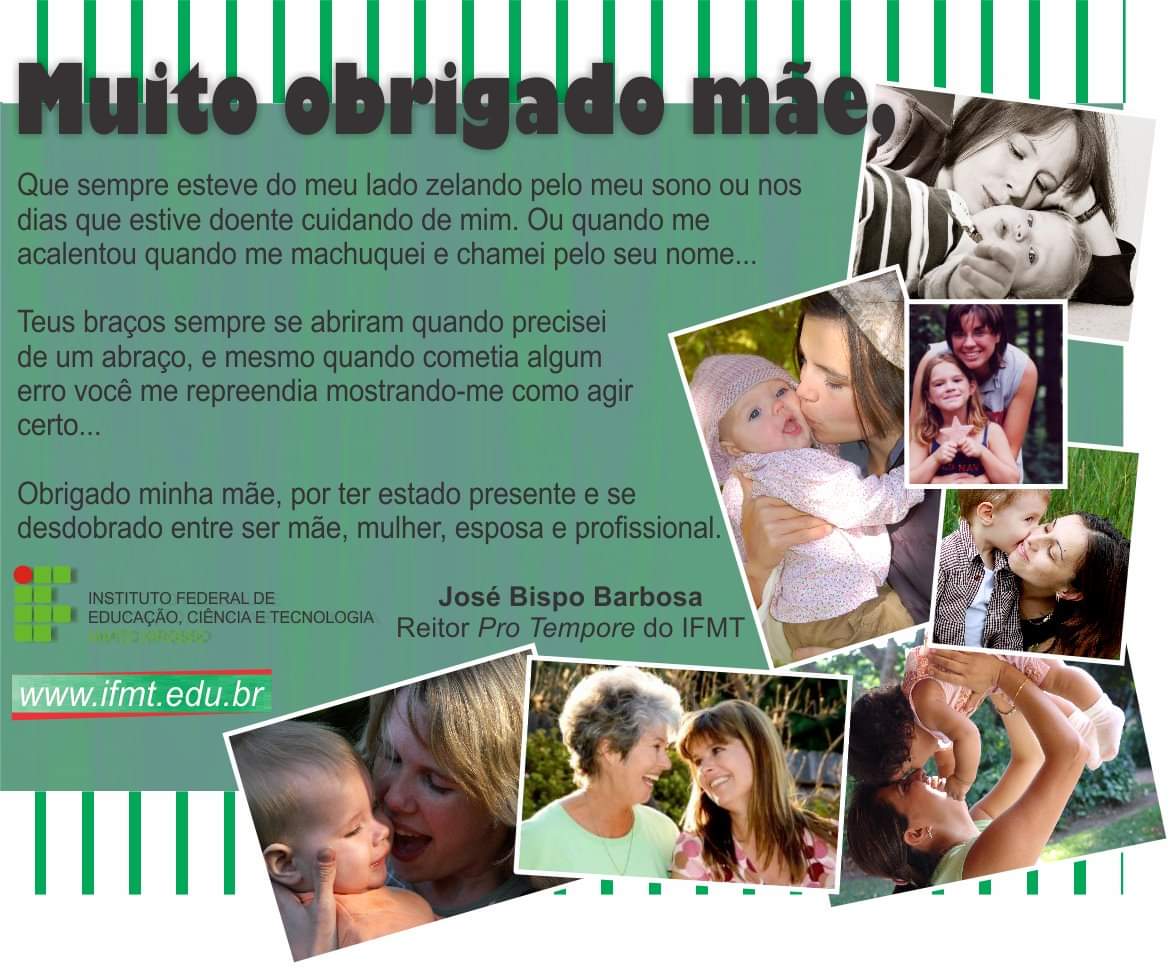 Muito obrigado mãe,
Que sempre esteve do meu lado zelando pelo meu sono ou nos
dias que estive doente cuidando de mim. Ou quando me
acalentou quando me machuquei e chamei pelo seu nome...
Teus braços sempre se abriram quando precisei
de um abraço, e mesmo quando cometia algum
erro você me repreendia mostrando-me como agir
certo...
Obrigado minha mãe, por ter estado presente e se
desdobrado entre ser mãe, mulher, esposa e profissional.
INSTITUTO FEDERAL DE
EDUCAÇÃO, CIÊNCIA E TECNOLOGIA
MATO GROSSO
José Bispo Barbosa
Reitor Pro Tempore do IFMT
www.ifmt.edu.br